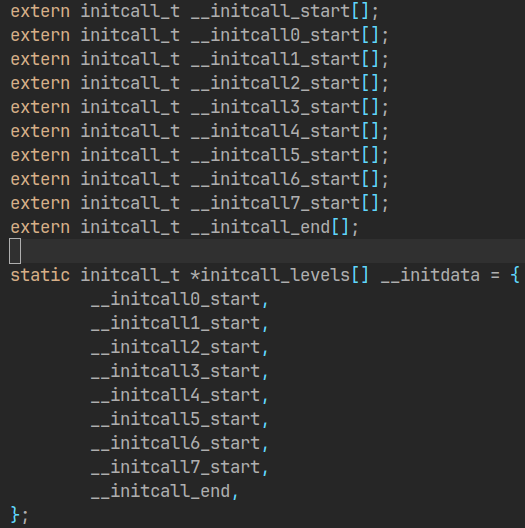 extern initcall_t __initcall_start[];
extern initcall_t __initcall0_start[];
extern initcall_t __initcall1_start[];
extern initcall_t __initcall2_start[];
extern initcall_t __initcall3_start[];
extern initcall_t __initcall4_start[];
extern initcall_t __initcall5_start[];
extern initcall_t __initcall6_start[];
extern initcall_t __initcall7_start[];
extern initcall_t __initcall_end[];
static initcall_t *initcall_levels[] __initdata = {
        __initcall0_start,
        __initcall1_start,
        __initcall2_start,
        __initcall3_start,
        __initcall4_start,
        __initcall5_start,
        __initcall6_start,
        __initcall7_start,
        __initcall_end,
};